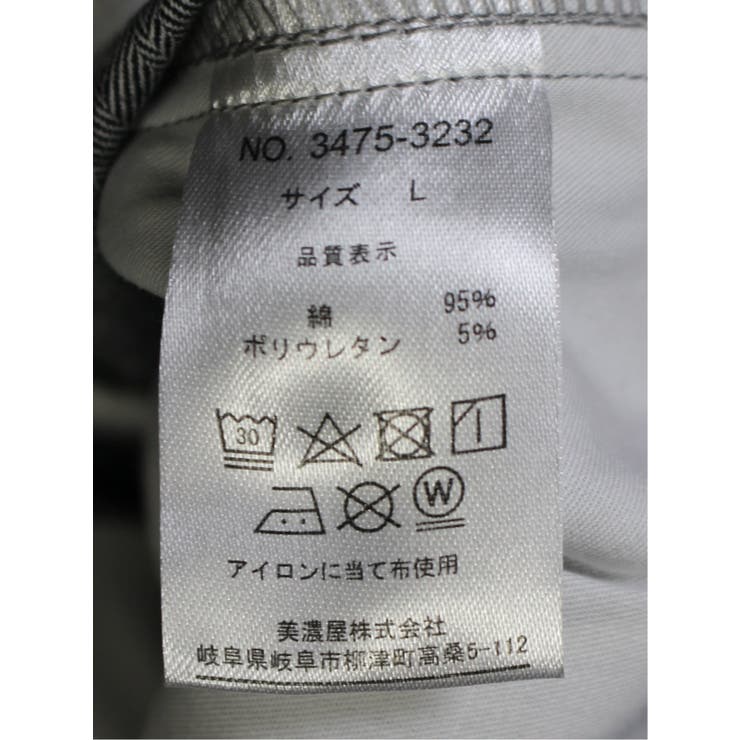 NO. 3475-3232
サイズ L
品質表示
綿 95%
ポリウレタン 5%
30
W
アイロンに当て布使用
美濃屋株式会社
岐阜県岐阜市柳津町高桑5-112